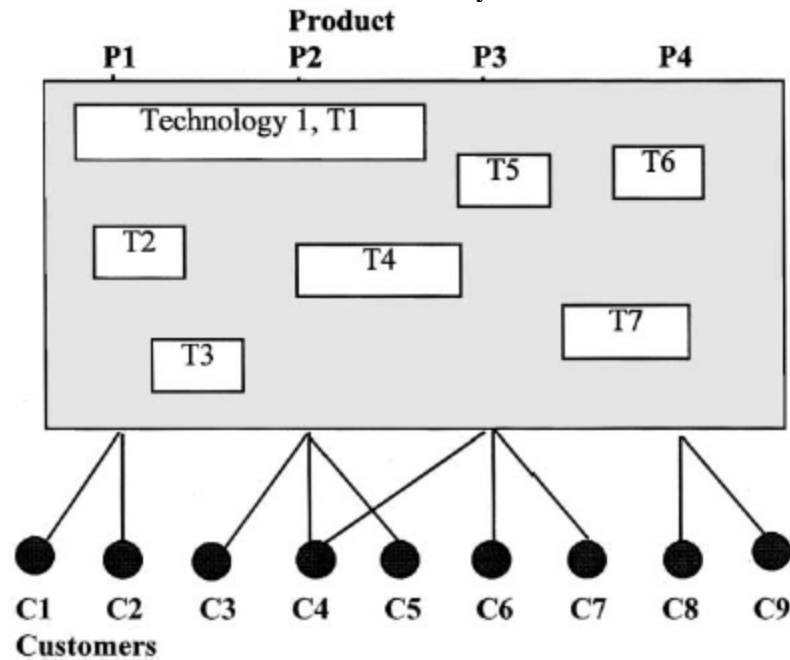 Product
P1 P2 P3 P4
Technology 1, T1
T5 T6
T2 T4
T7
T3
C1 C2 C3 C4 C5 C6 C7 C8 C9
Customers